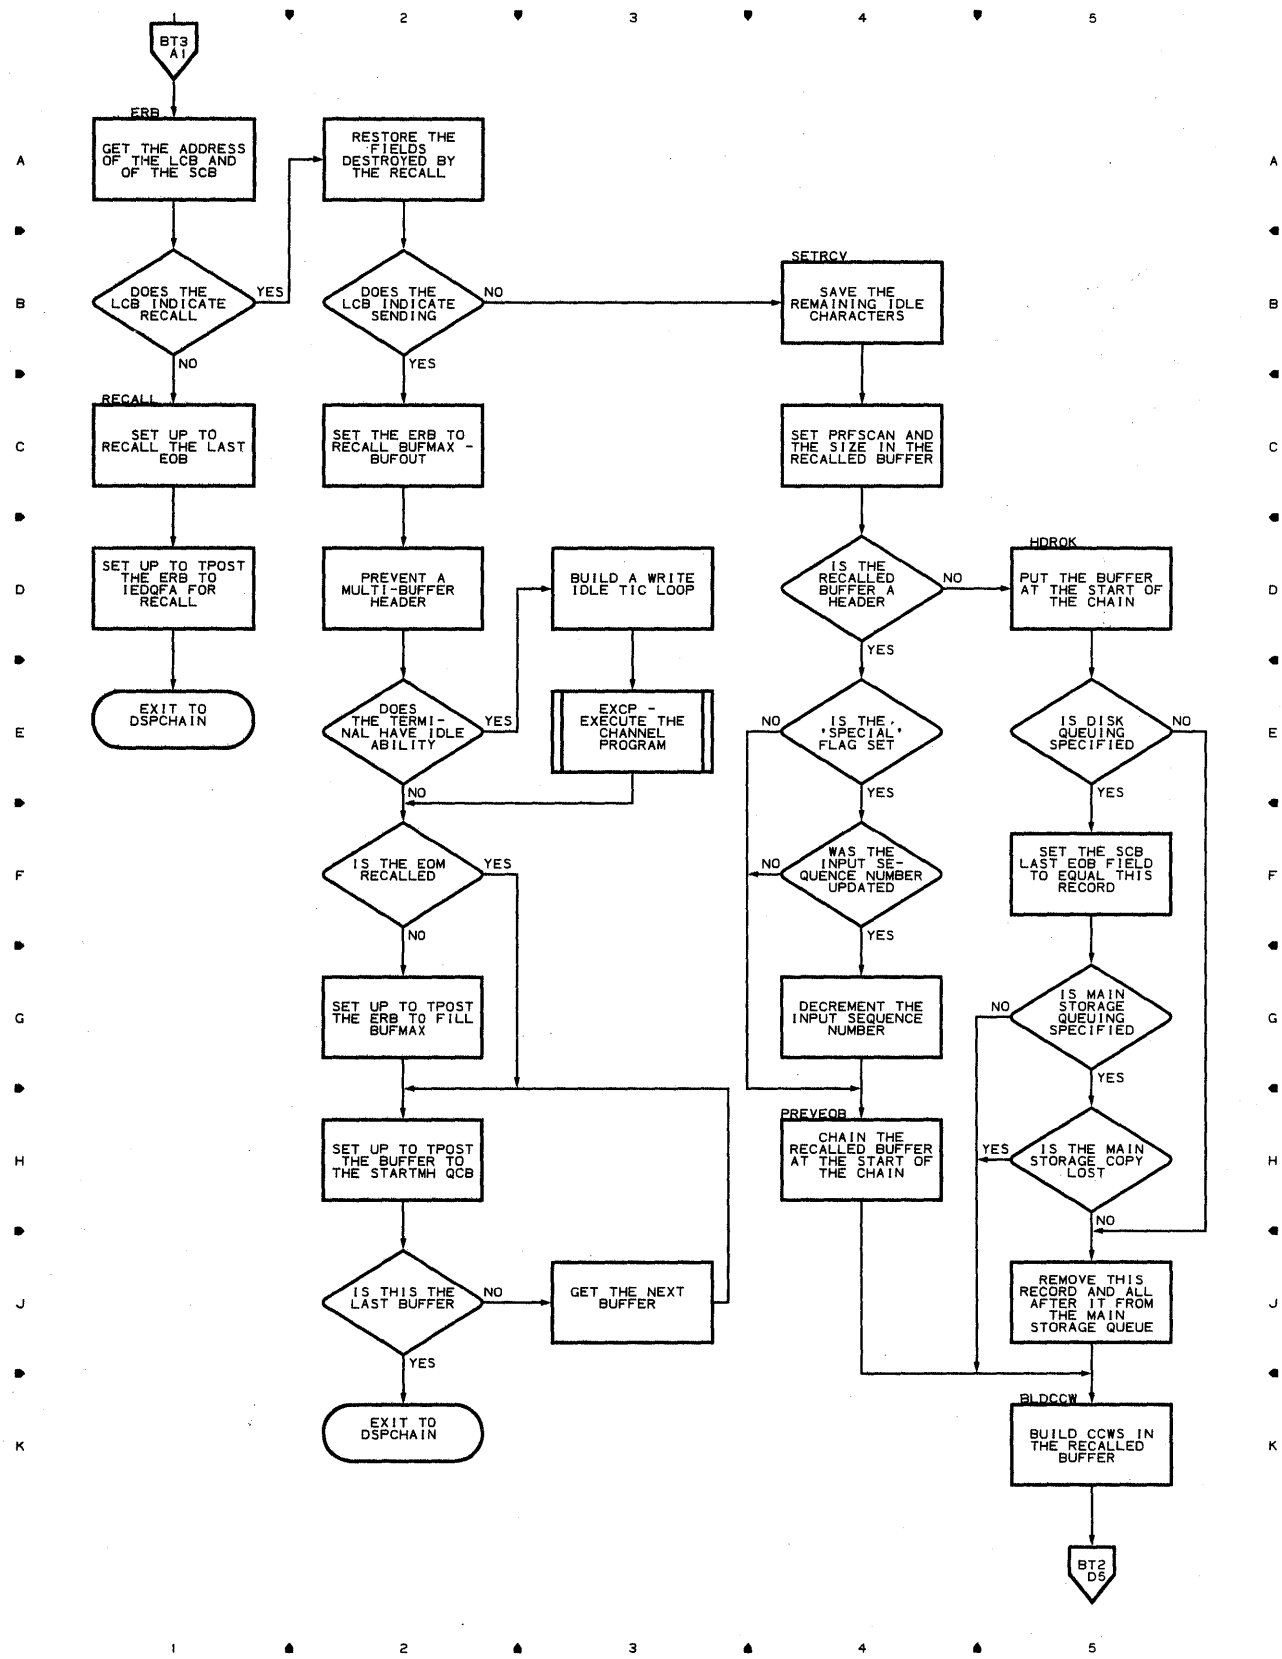 1 2 3 4 5
BT3
A1
ERB
A
GET THE ADDRESS
OF THE LCB AND
OF THE SCB
RESTORE THE
FIELDS
DESTROYED BY
THE RECALL
A
B
DOES THE
LCB INDICATE
RECALL
YES
NO
DOES THE
LCB INDICATE
SENDING
NO
YES
SETRCV
SAVE THE
REMAINING IDLE
CHARACTERS
B
RECALL
C
SET UP TO
RECALL THE LAST
EOB
SET THE ERB TO
RECALL BUFMAX -
BUFOUT
SET PRFSCAN AND
THE SIZE IN THE
RECALLED BUFFER
C
D
SET UP TO TPOST
THE ERB TO
IEDQFA FOR
RECALL
PREVENT A
MULTI-BUFFER
HEADER
BUILD A WRITE
IDLE TIC LOOP
IS THE
RECALLED
BUFFER A
HEADER
NO
YES
HDROK
PUT THE BUFFER
AT THE START OF
THE CHAIN
D
E
EXIT TO
DSPCHAIN
DOES
THE TERMI-
NAL HAVE IDLE
ABILITY
YES
NO
EXCP -
EXECUTE THE
CHANNEL
PROGRAM
NO
IS THE
'SPECIAL'
FLAG SET
YES
IS DISK
QUEUING
SPECIFIED
NO
YES
E
F
IS THE EOM
RECALLED
YES
NO
NO
WAS THE
INPUT SE-
QUENCE NUMBER
UPDATED
YES
SET THE SCB
LAST EOB FIELD
TO EQUAL THIS
RECORD
F
G
SET UP TO TPOST
THE ERB TO FILL
BUFMAX
DECREMENT THE
INPUT SEQUENCE
NUMBER
NO
IS MAIN
STORAGE
QUEUING
SPECIFIED
YES
G
H
SET UP TO TPOST
THE BUFFER TO
THE STARTMH QCB
PREVEOB
CHAIN THE
RECALLED BUFFER
AT THE START OF
THE CHAIN
YES
IS THE MAIN
STORAGE COPY
LOST
NO
H
J
IS THIS THE
LAST BUFFER
NO
YES
GET THE NEXT
BUFFER
REMOVE THIS
RECORD AND ALL
AFTER IT FROM
THE MAIN
STORAGE QUEUE
J
K
EXIT TO
DSPCHAIN
BLDCCW
BUILD CCWS IN
THE RECALLED
BUFFER
K
BT2
D5
1 2 3 4 5